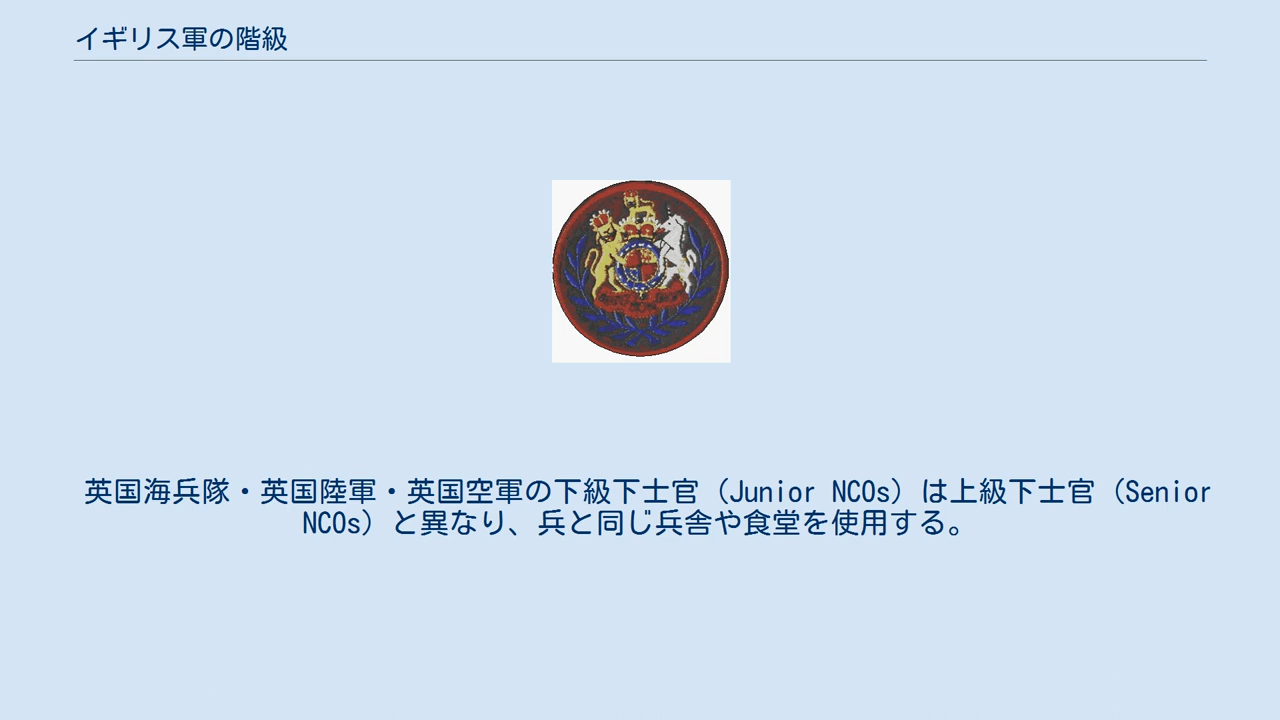 イギリス軍の階級
英国海兵隊・英国陸軍・英国空軍の下級下士官（Junior NCOs）は上級下士官（Senior
NCOs）と異なり、兵と同じ兵舎や食堂を使用する。